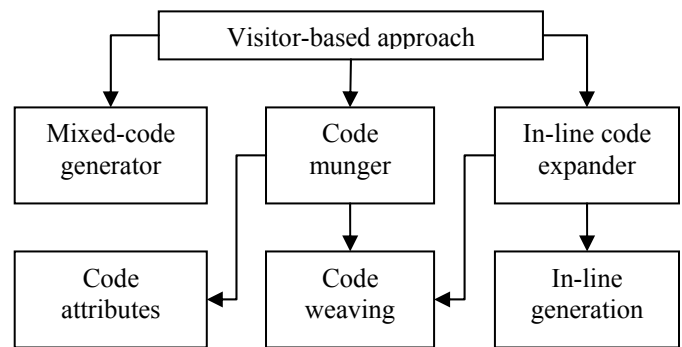 Visitor-based approach
Mixed-code
generator
Code
munger
In-line code
expander
Code
attributes
Code
weaving
In-line
generation